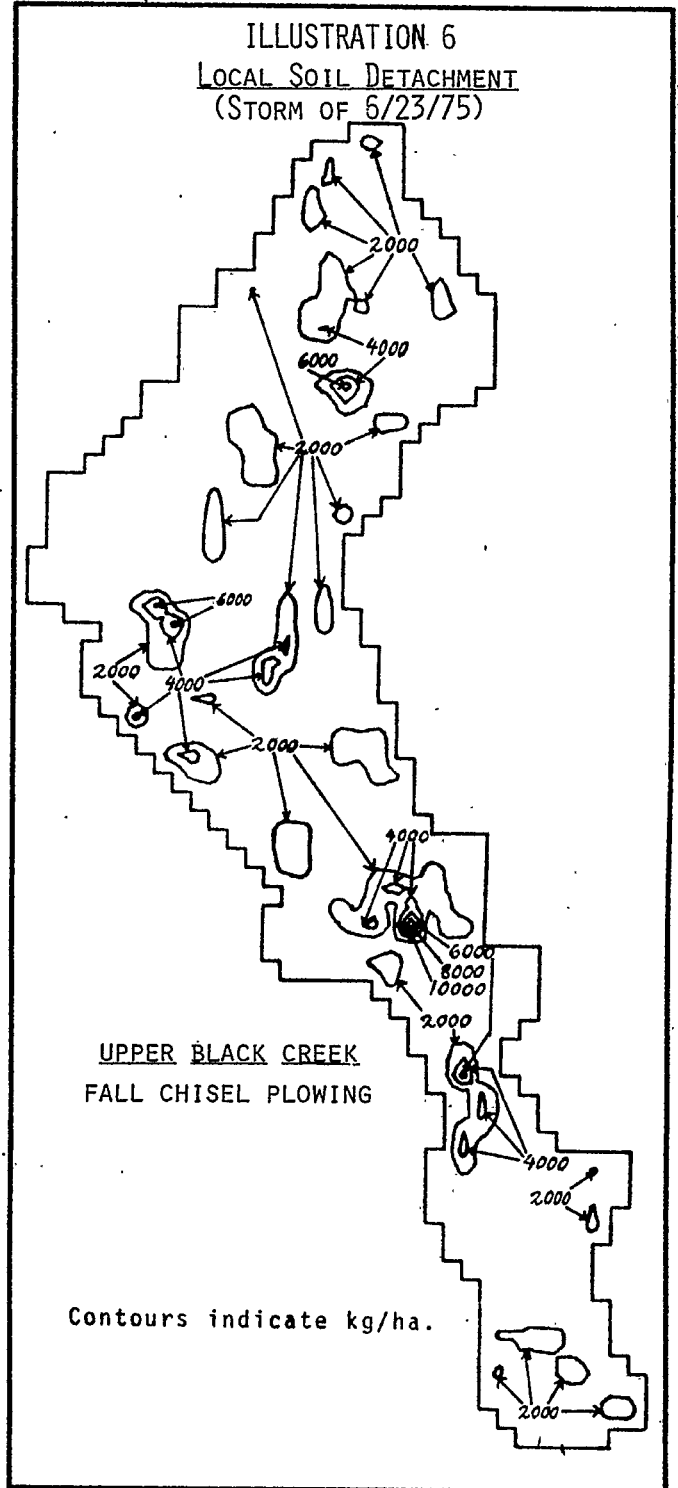 ILLUSTRATION 6
LOCAL SOIL DETACHMENT
(STORM OF 6/23/75)
2000
4000
6000
2000
6000
2000
4000
2000
4000
6000
8000
10000
2000
UPPER BLACK CREEK
FALL CHISEL PLOWING
4000
2000
Contours indicate kg/ha.
2000